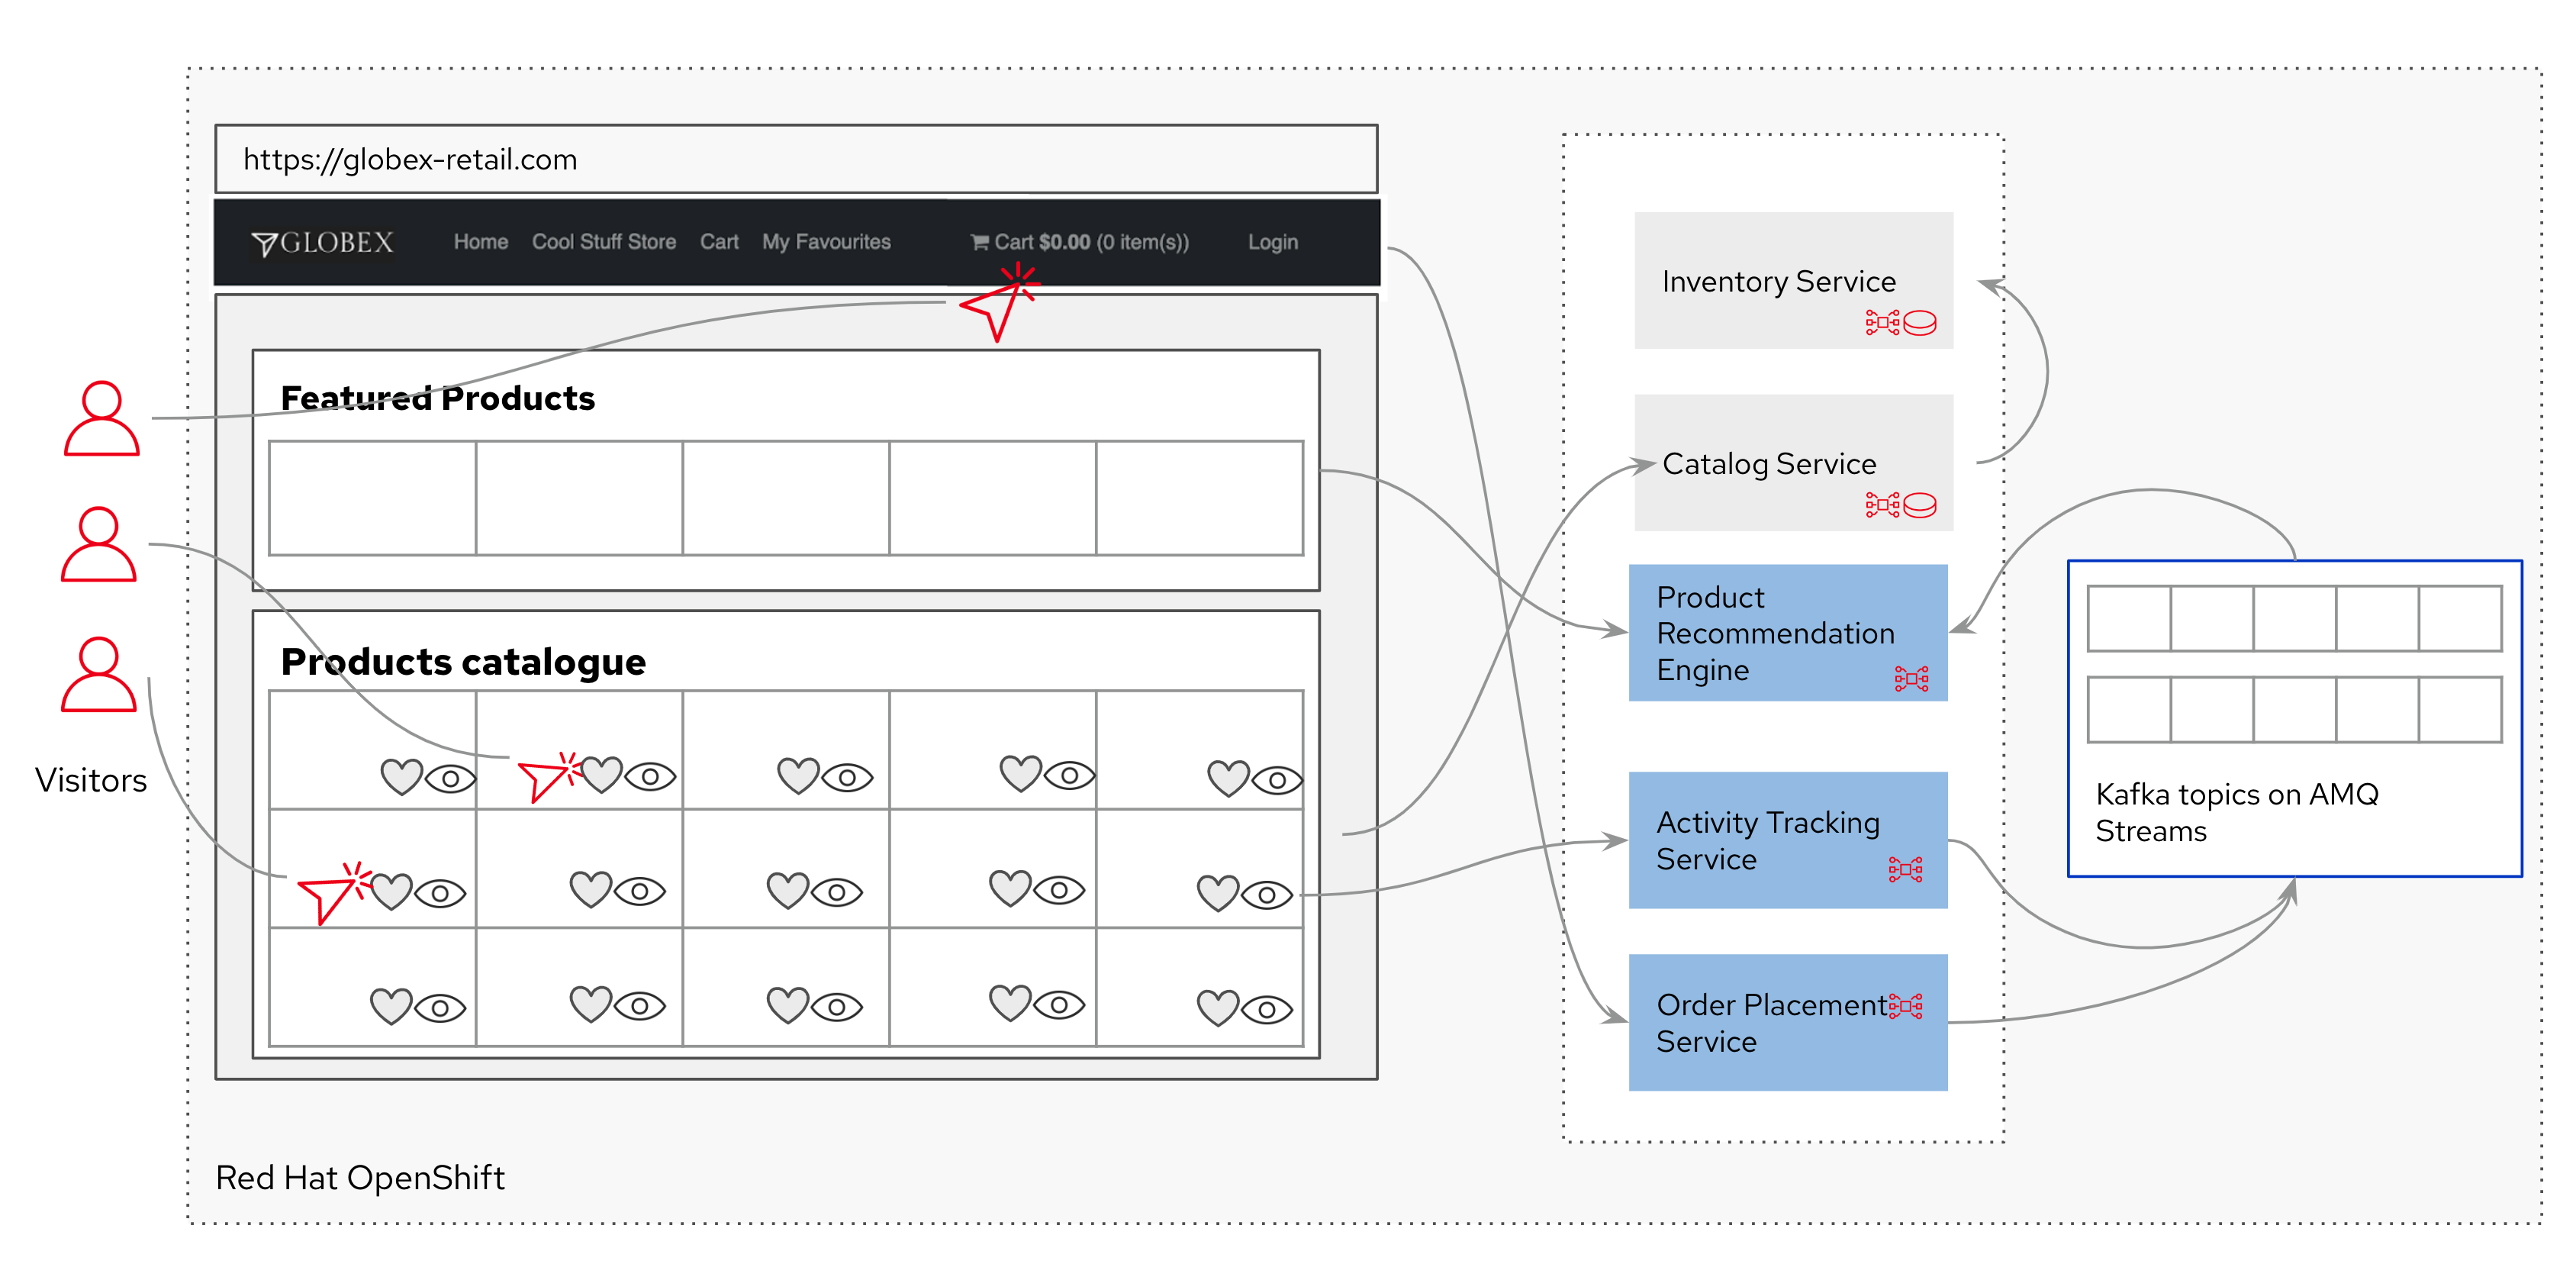 https://globex-retail.com
GLOBEX Home Cool Stuff Store Cart My Favourites Cart $0.00 (0 item(s)) Login
Featured Products
Products catalogue
Visitors
Red Hat OpenShift
Inventory Service
Catalog Service
Product
Recommendation
Engine
Activity Tracking
Service
Order Placement
Service
Kafka topics on AMQ
Streams